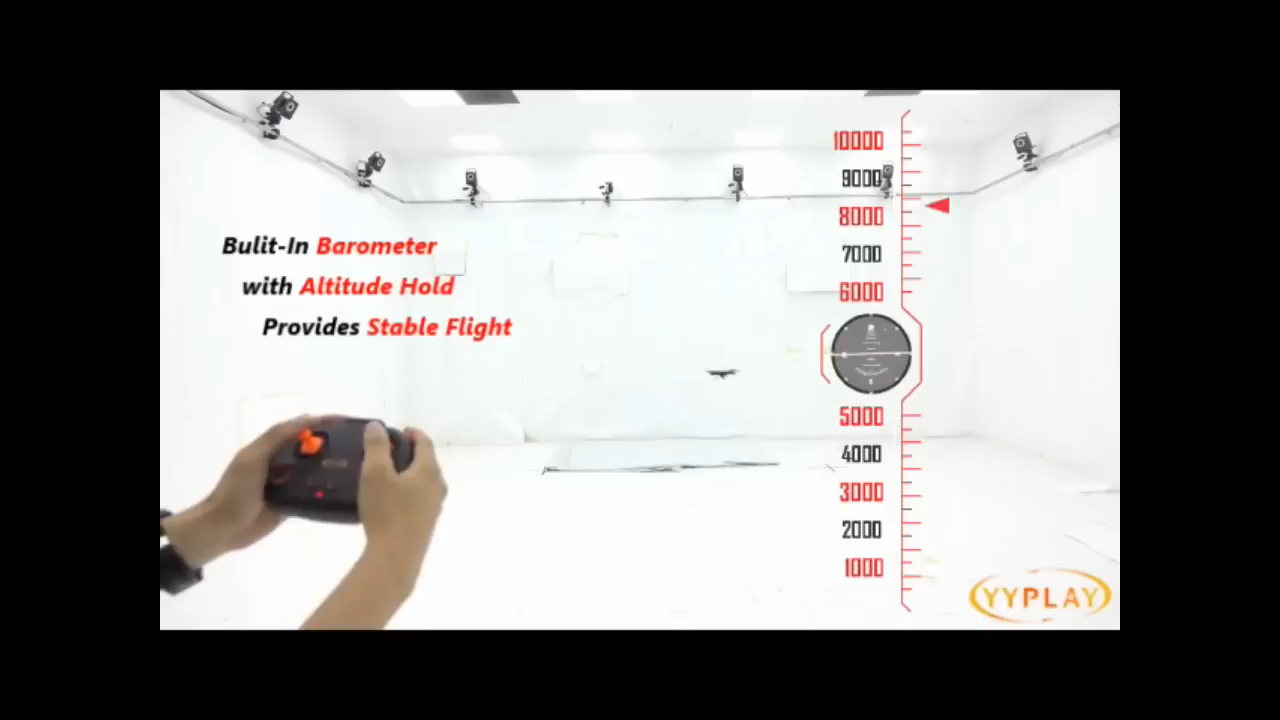 Bulit-In Barometer
with Altitude Hold
Provides Stable Flight
10000
9000
8000
7000
6000
5000
4000
3000
2000
1000
YYPLAY